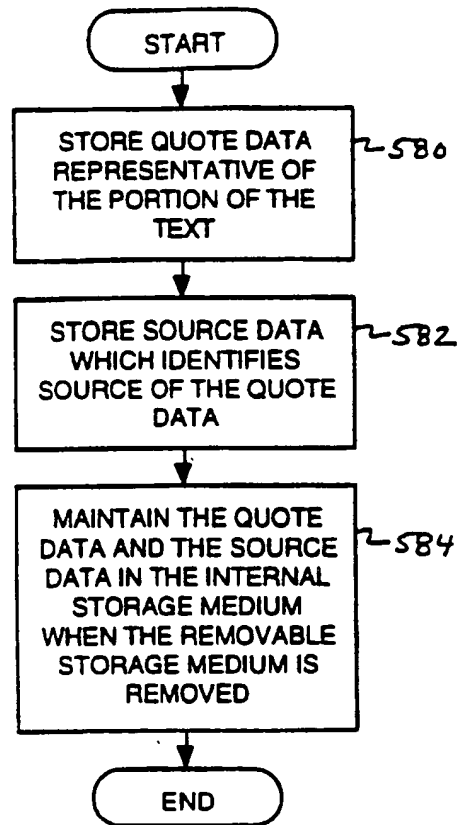 START
STORE QUOTE DATA
REPRESENTATIVE OF
THE PORTION OF THE
TEXT
580
STORE SOURCE DATA
WHICH IDENTIFIES
SOURCE OF THE QUOTE
DATA
582
MAINTAIN THE QUOTE
DATA AND THE SOURCE
DATA IN THE INTERNAL
STORAGE MEDIUM
WHEN THE REMOVABLE
STORAGE MEDIUM IS
REMOVED
584
END